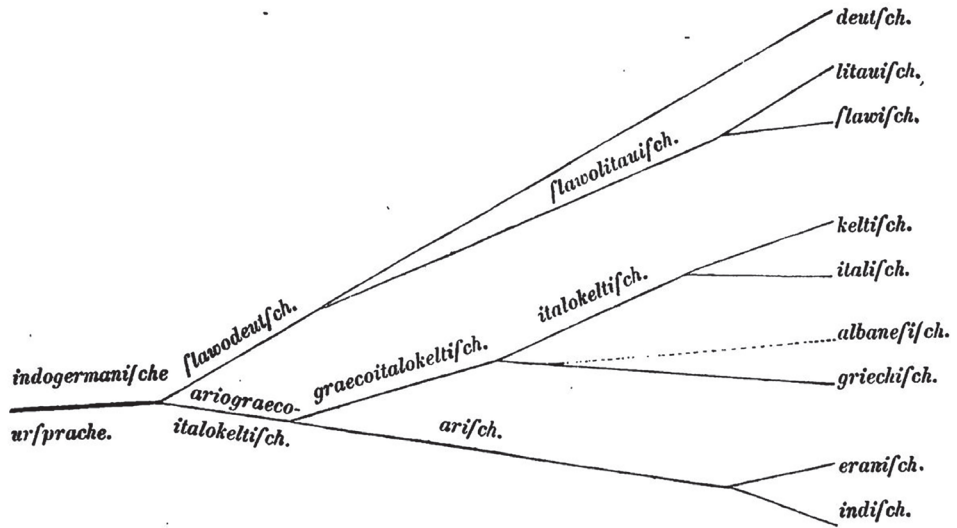 deutſch.
litauiſch.
ſlawiſch.
ſlawolitauiſch.
keltiſch.
italiſch.
italokeltiſch.
ſlawodeutſch.
albaneſiſch.
graecoitalokeltiſch.
indogermaniſche
griechiſch.
ariograeco-
urſprache.
italokeltiſch.
ariſch.
eraniſch.
indiſch.